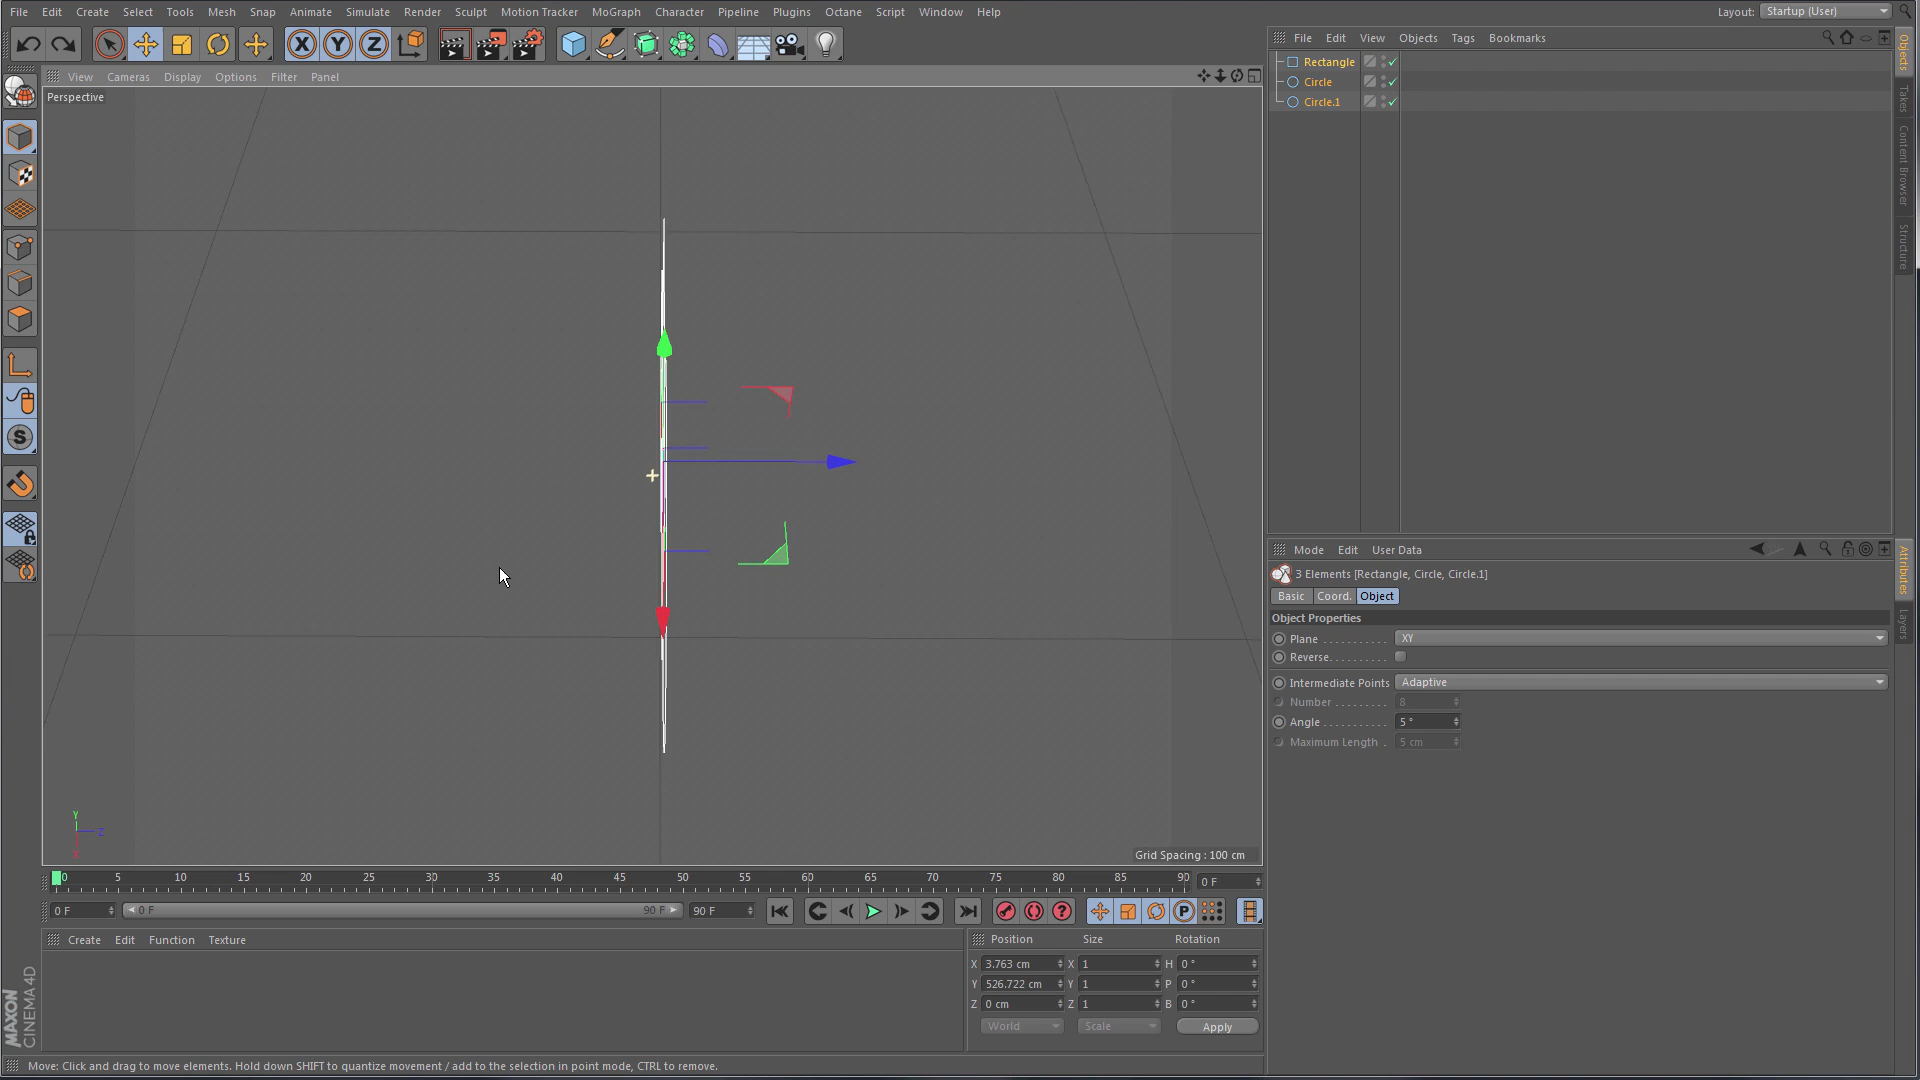 File Edit Create Select Tools Mesh Snap Animate Simulate Render Sculpt Motion Tracker MoGraph Character Pipeline Plugins Octane Script Window Help
Layout: Startup (User)
X Y Z
File Edit View Objects Tags Bookmarks
Rectangle
Circle
Circle.1
Objects
Takes
Content Browser
Structure
View Cameras Display Options Filter Panel
Perspective
S
Y
Z
X
Grid Spacing : 100 cm
Mode Edit User Data
3 Elements [Rectangle, Circle, Circle.1]
Basic Coord. Object
Object Properties
Plane . . . . . . . . . . XY
Reverse. . . . . . . . .
Intermediate Points Adaptive
Number . . . . . . . . . 8
Angle . . . . . . . . . . 5 °
Maximum Length . 5 cm
Attributes
Layers
0 5 10 15 20 25 30 35 40 45 50 55 60 65 70 75 80 85 90 0 F
0 F 0 F 90 F 90 F
? P
Create Edit Function Texture
Position Size Rotation
X 3.763 cm X 1 H 0 °
Y 526.722 cm Y 1 P 0 °
Z 0 cm Z 1 B 0 °
World Scale Apply
MAXON
CINEMA 4D
Move: Click and drag to move elements. Hold down SHIFT to quantize movement / add to the selection in point mode, CTRL to remove.